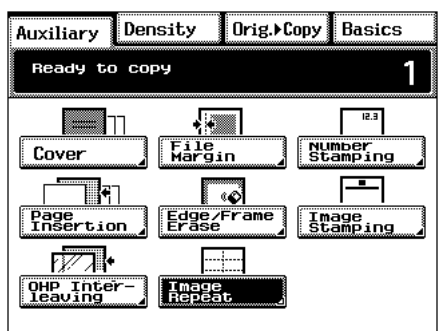 Auxiliary Density Orig.▶Copy Basics
Ready to copy 1
12.3
Cover File Number
Margin Stamping
Page Edge/Frame Image
Insertion Erase Stamping
OHP Inter- Image
leaving Repeat